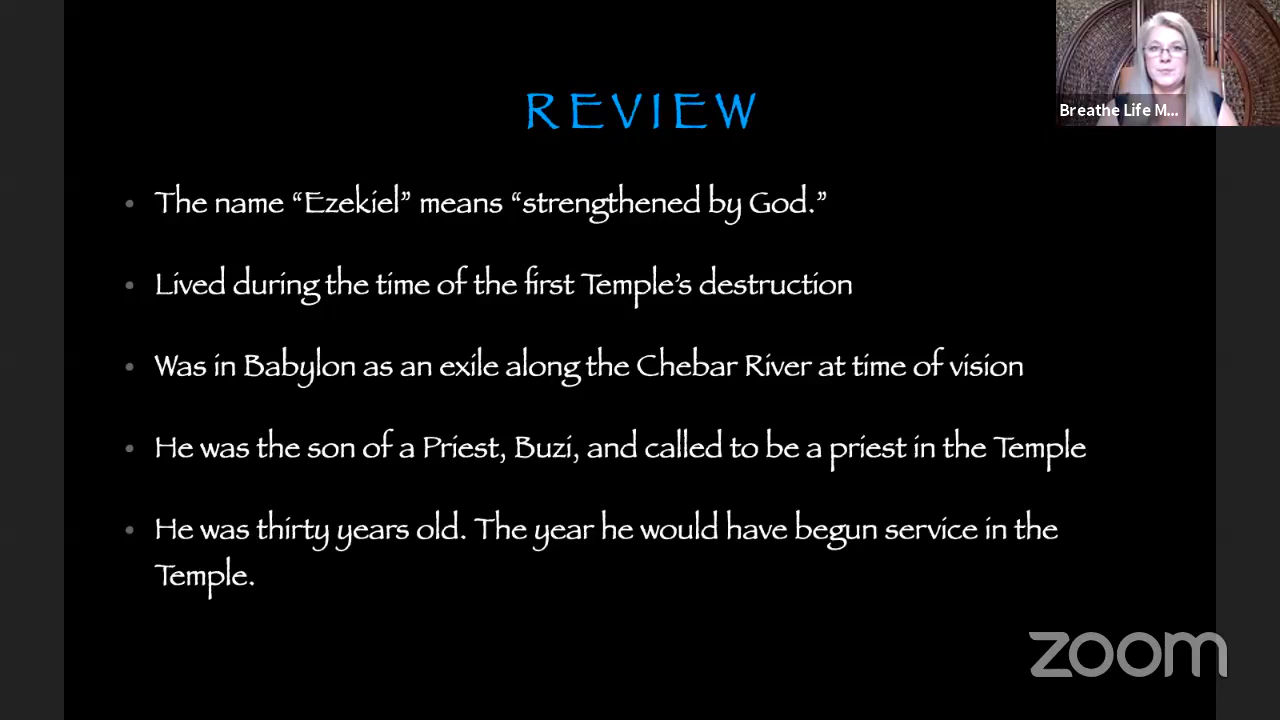 REVIEW
Breathe Life M...
• The name “Ezekiel” means “strengthened by God.”
• Lived during the time of the first Temple’s destruction
• Was in Babylon as an exile along the Chebar River at time of vision
• He was the son of a Priest, Buzi, and called to be a priest in the Temple
• He was thirty years old. The year he would have begun service in the
Temple.
zoom